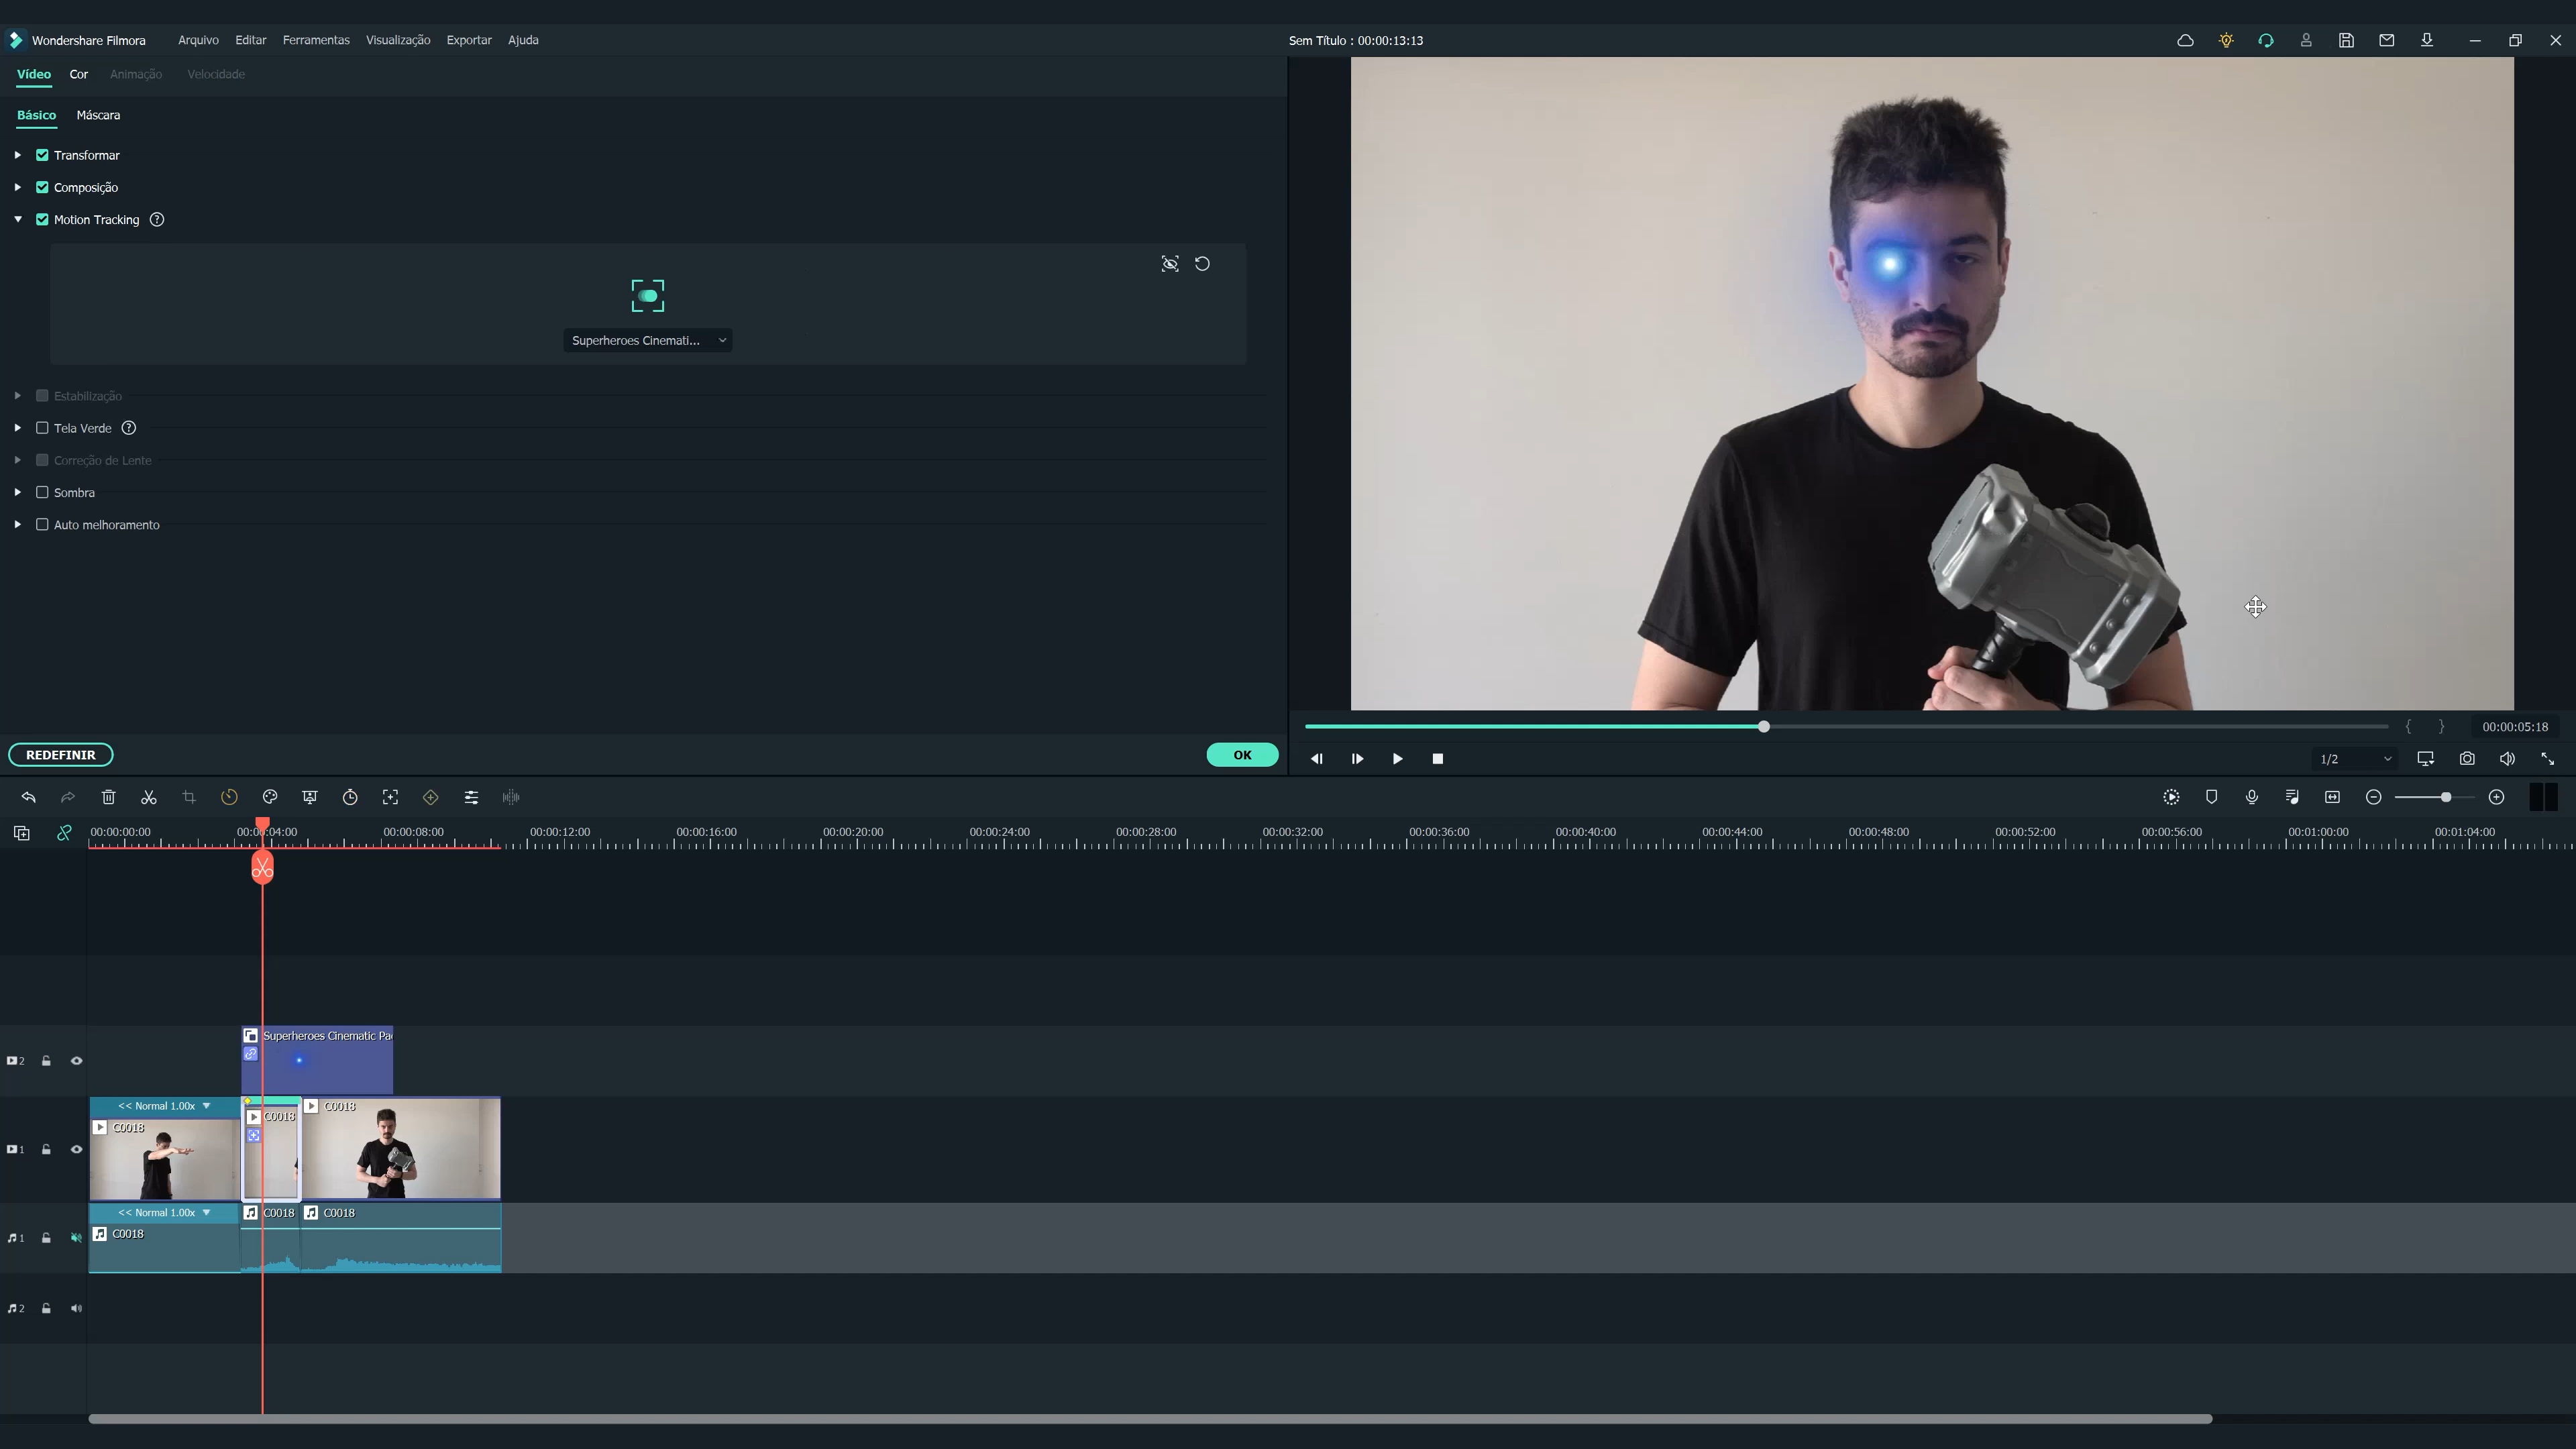 Wondershare Filmora Arquivo Editar Ferramentas Visualização Exportar Ajuda Sem Título : 00:00:13:13
Vídeo Cor Animação Velocidade
Básico Máscara
Transformar
Composição
Motion Tracking ?
Superheroes Cinemati...
Estabilização
Tela Verde ?
Correção de Lente
Sombra
Auto melhoramento
{ } 00:00:05:18
REDEFINIR OK 1/2
00:00:00:00 00:00:04:00 00:00:08:00 00:00:12:00 00:00:16:00 00:00:20:00 00:00:24:00 00:00:28:00 00:00:32:00 00:00:36:00 00:00:40:00 00:00:44:00 00:00:48:00 00:00:52:00 00:00:56:00 00:01:00:00 00:01:04:00
Superheroes Cinematic Pa
2
<< Normal 1.00x C0018
C0018 C0018
1
<< Normal 1.00x C0018 C0018
C0018
1
2